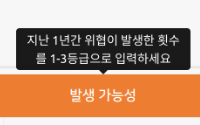 지난 1년간 위협이 발생한 횟수
를 1-3등급으로 입력하세요
발생 가능성